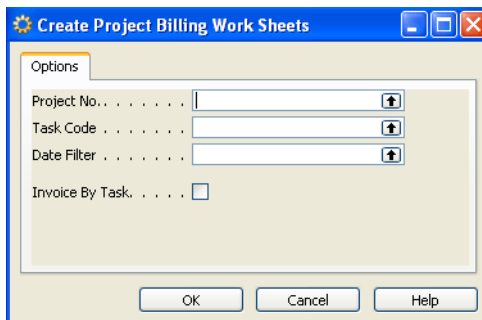 Create Project Billing Work Sheets
Options
Project No. . . . . . . .
Task Code . . . . . . .
Date Filter . . . . . . .
Invoice By Task. . . . . .
OK Cancel Help